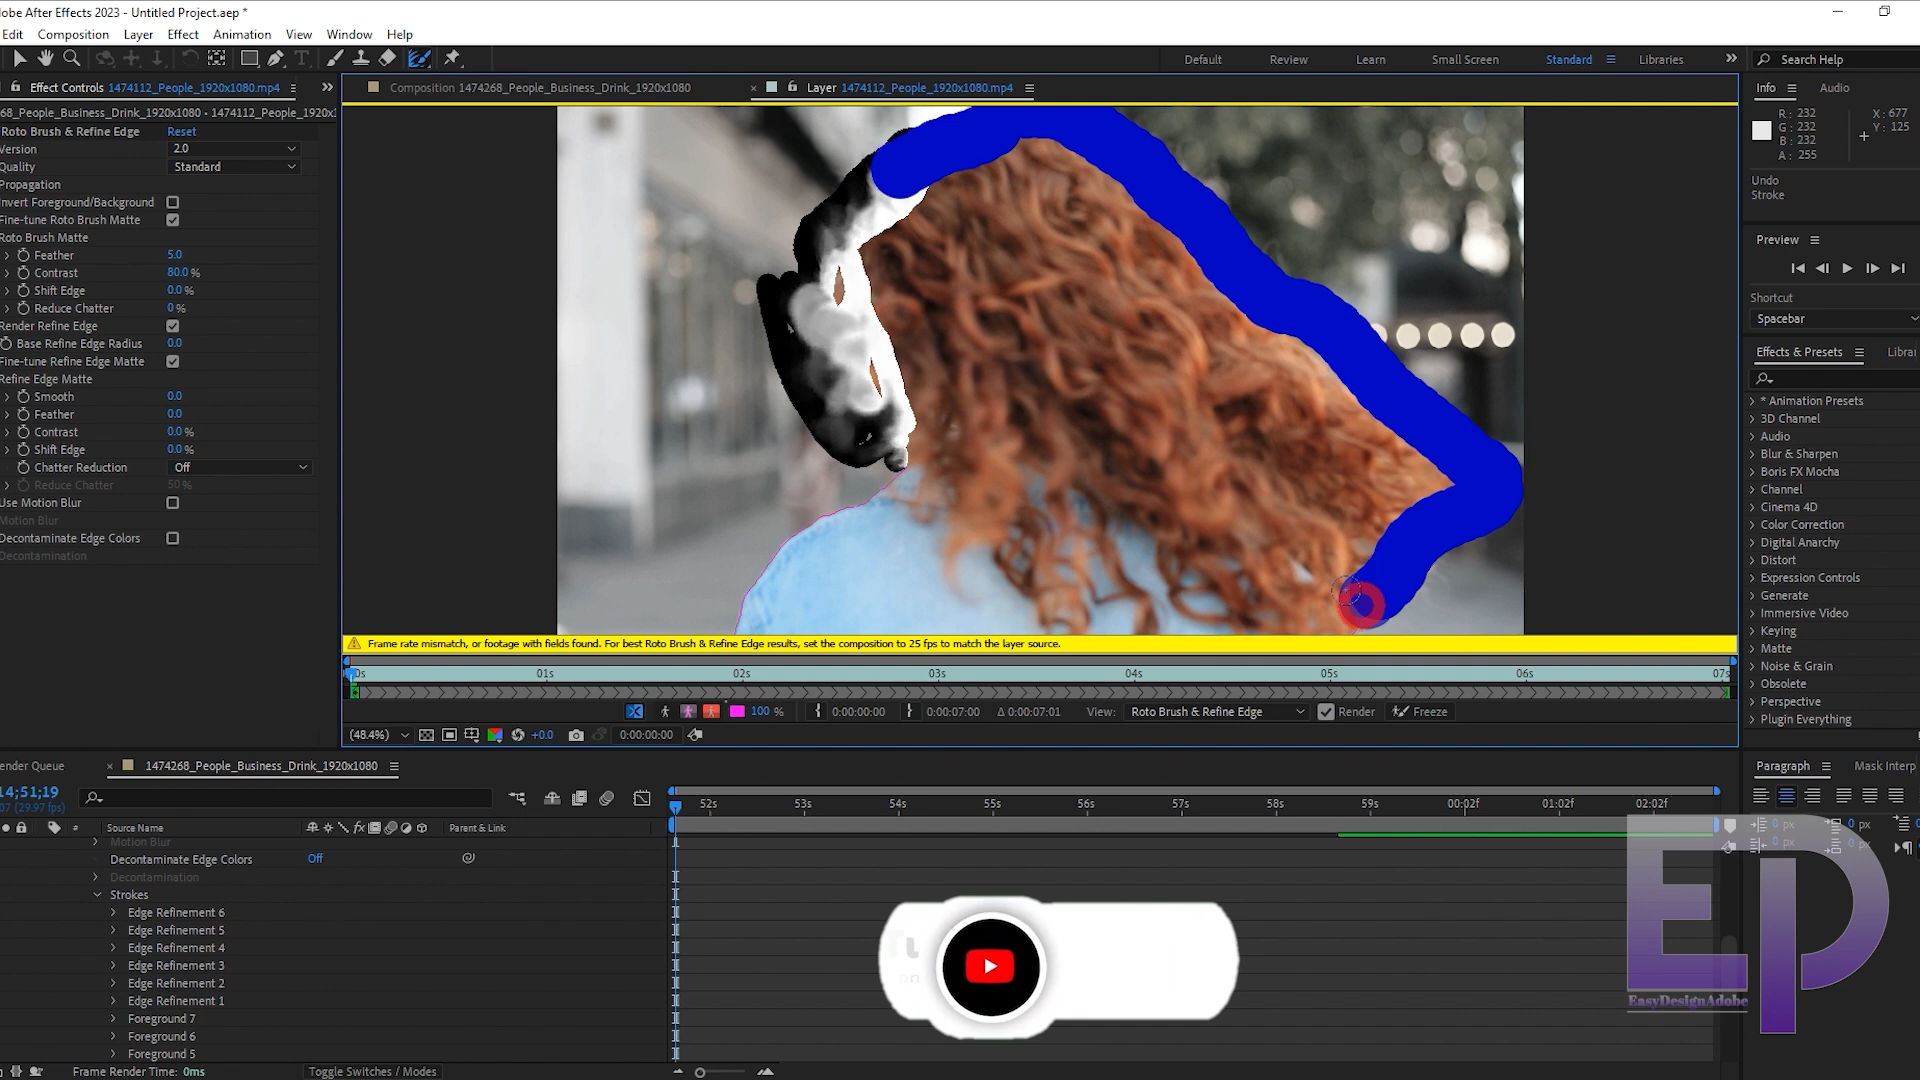 dobe After Effects 2023 - Untitled Project.aep *
Edit Composition Layer Effect Animation View Window Help
Default Review Learn Small Screen Standard Libraries Search Help
Effect Controls 1474112_People_1920x1080.mp4
Composition 1474268_People_Business_Drink_1920x1080
Layer 1474112_People_1920x1080.mp4
Info Audio
68_People_Business_Drink_1920x1080 • 1474112_People_1920x
R: 232
G: 232
B: 232
A: 255
X: 677
Y: 125
Undo
Stroke
Roto Brush & Refine Edge Reset
Version 2.0
Quality Standard
Propagation
Invert Foreground/Background
Fine-tune Roto Brush Matte
Roto Brush Matte
Feather 5.0
Contrast 80.0 %
Shift Edge 0.0 %
Reduce Chatter 0 %
Render Refine Edge
Base Refine Edge Radius 0.0
Fine-tune Refine Edge Matte
Refine Edge Matte
Smooth 0.0
Feather 0.0
Contrast 0.0 %
Shift Edge 0.0 %
Chatter Reduction Off
Reduce Chatter 50 %
Use Motion Blur
Motion Blur
Decontaminate Edge Colors
Decontamination
Preview
Shortcut
Spacebar
Effects & Presets Librar
* Animation Presets
3D Channel
Audio
Blur & Sharpen
Boris FX Mocha
Channel
Cinema 4D
Color Correction
Digital Anarchy
Distort
Expression Controls
Generate
Immersive Video
Keying
Matte
Noise & Grain
Obsolete
Perspective
Plugin Everything
Frame rate mismatch, or footage with fields found. For best Roto Brush & Refine Edge results, set the composition to 25 fps to match the layer source.
0s 01s 02s 03s 04s 05s 06s 07s
100 % 0:00:00:00 0:00:07:00 Δ 0:00:07:01 View: Roto Brush & Refine Edge Render Freeze
(48.4%) +0.0 0:00:00:00
ender Queue 1474268_People_Business_Drink_1920x1080
14;51;19
07 (29.97 fps)
52s 53s 54s 55s 56s 57s 58s 59s 00:02f 01:02f 02:02f
# Source Name fx Parent & Link
Motion Blur
Decontaminate Edge Colors Off
Decontamination
Strokes
Edge Refinement 6
Edge Refinement 5
Edge Refinement 4
Edge Refinement 3
Edge Refinement 2
Edge Refinement 1
Foreground 7
Foreground 6
Foreground 5
Frame Render Time: 0ms Toggle Switches / Modes
Paragraph Mask Interp
0 px 0 px
0 px 0 px
EP
EasyDesignAdobe